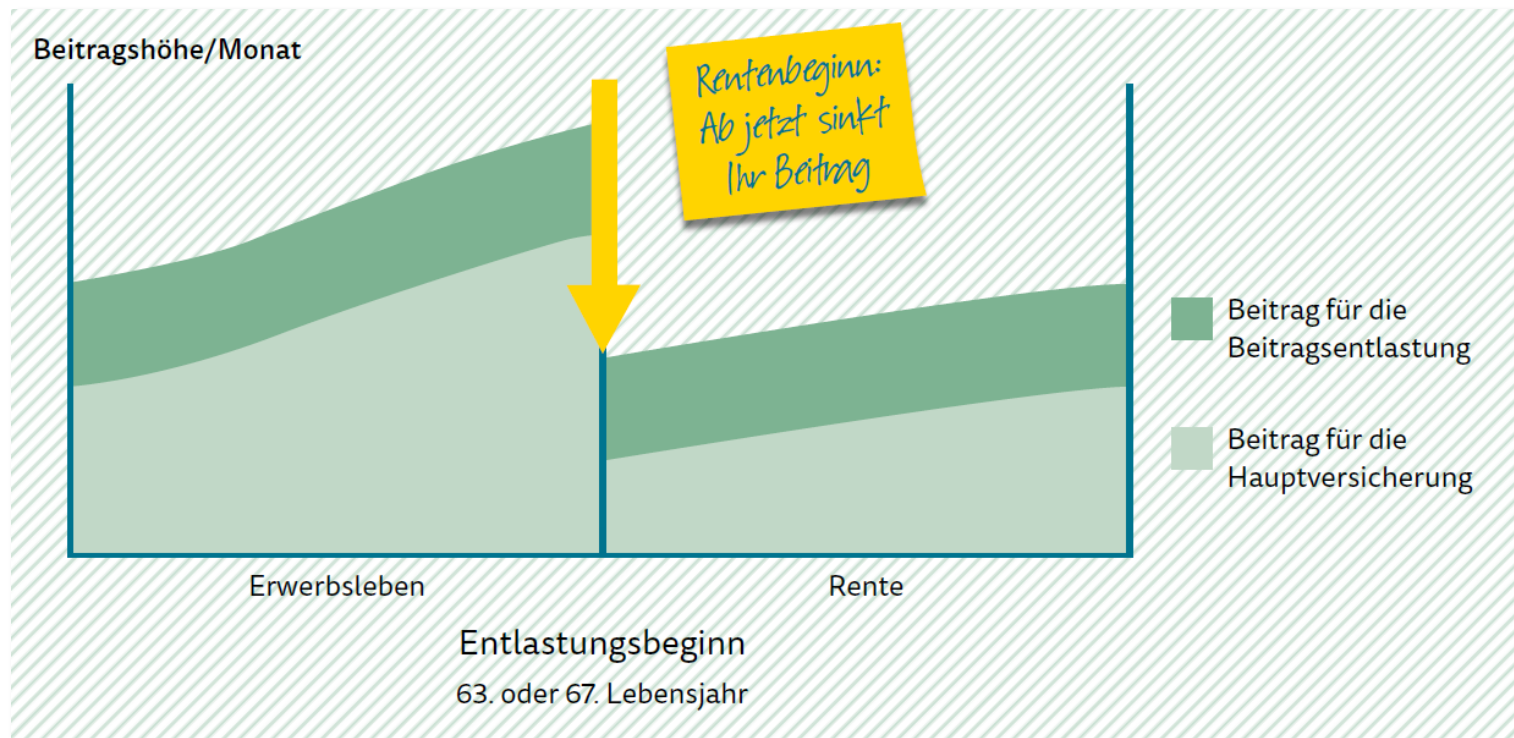 Beitragshöhe/Monat
Rentenbeginn:
Ab jetzt sinkt
Ihr Beitrag
Beitrag für die
Beitragsentlastung
Beitrag für die
Hauptversicherung
Erwerbsleben
Rente
Entlastungsbeginn
63. oder 67. Lebensjahr